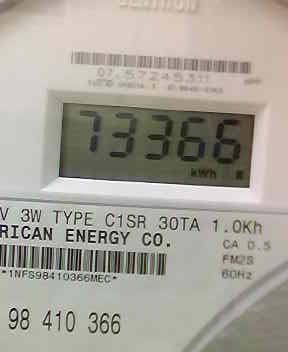 CENTRON
07.57245311
73366
kWh
V 3W TYPE C1SR 30TA 1.0Kh
RICAN ENERGY CO.
CA 0.5
FM2S
60Hz
*1NFS98410366MEC*
98 410 366